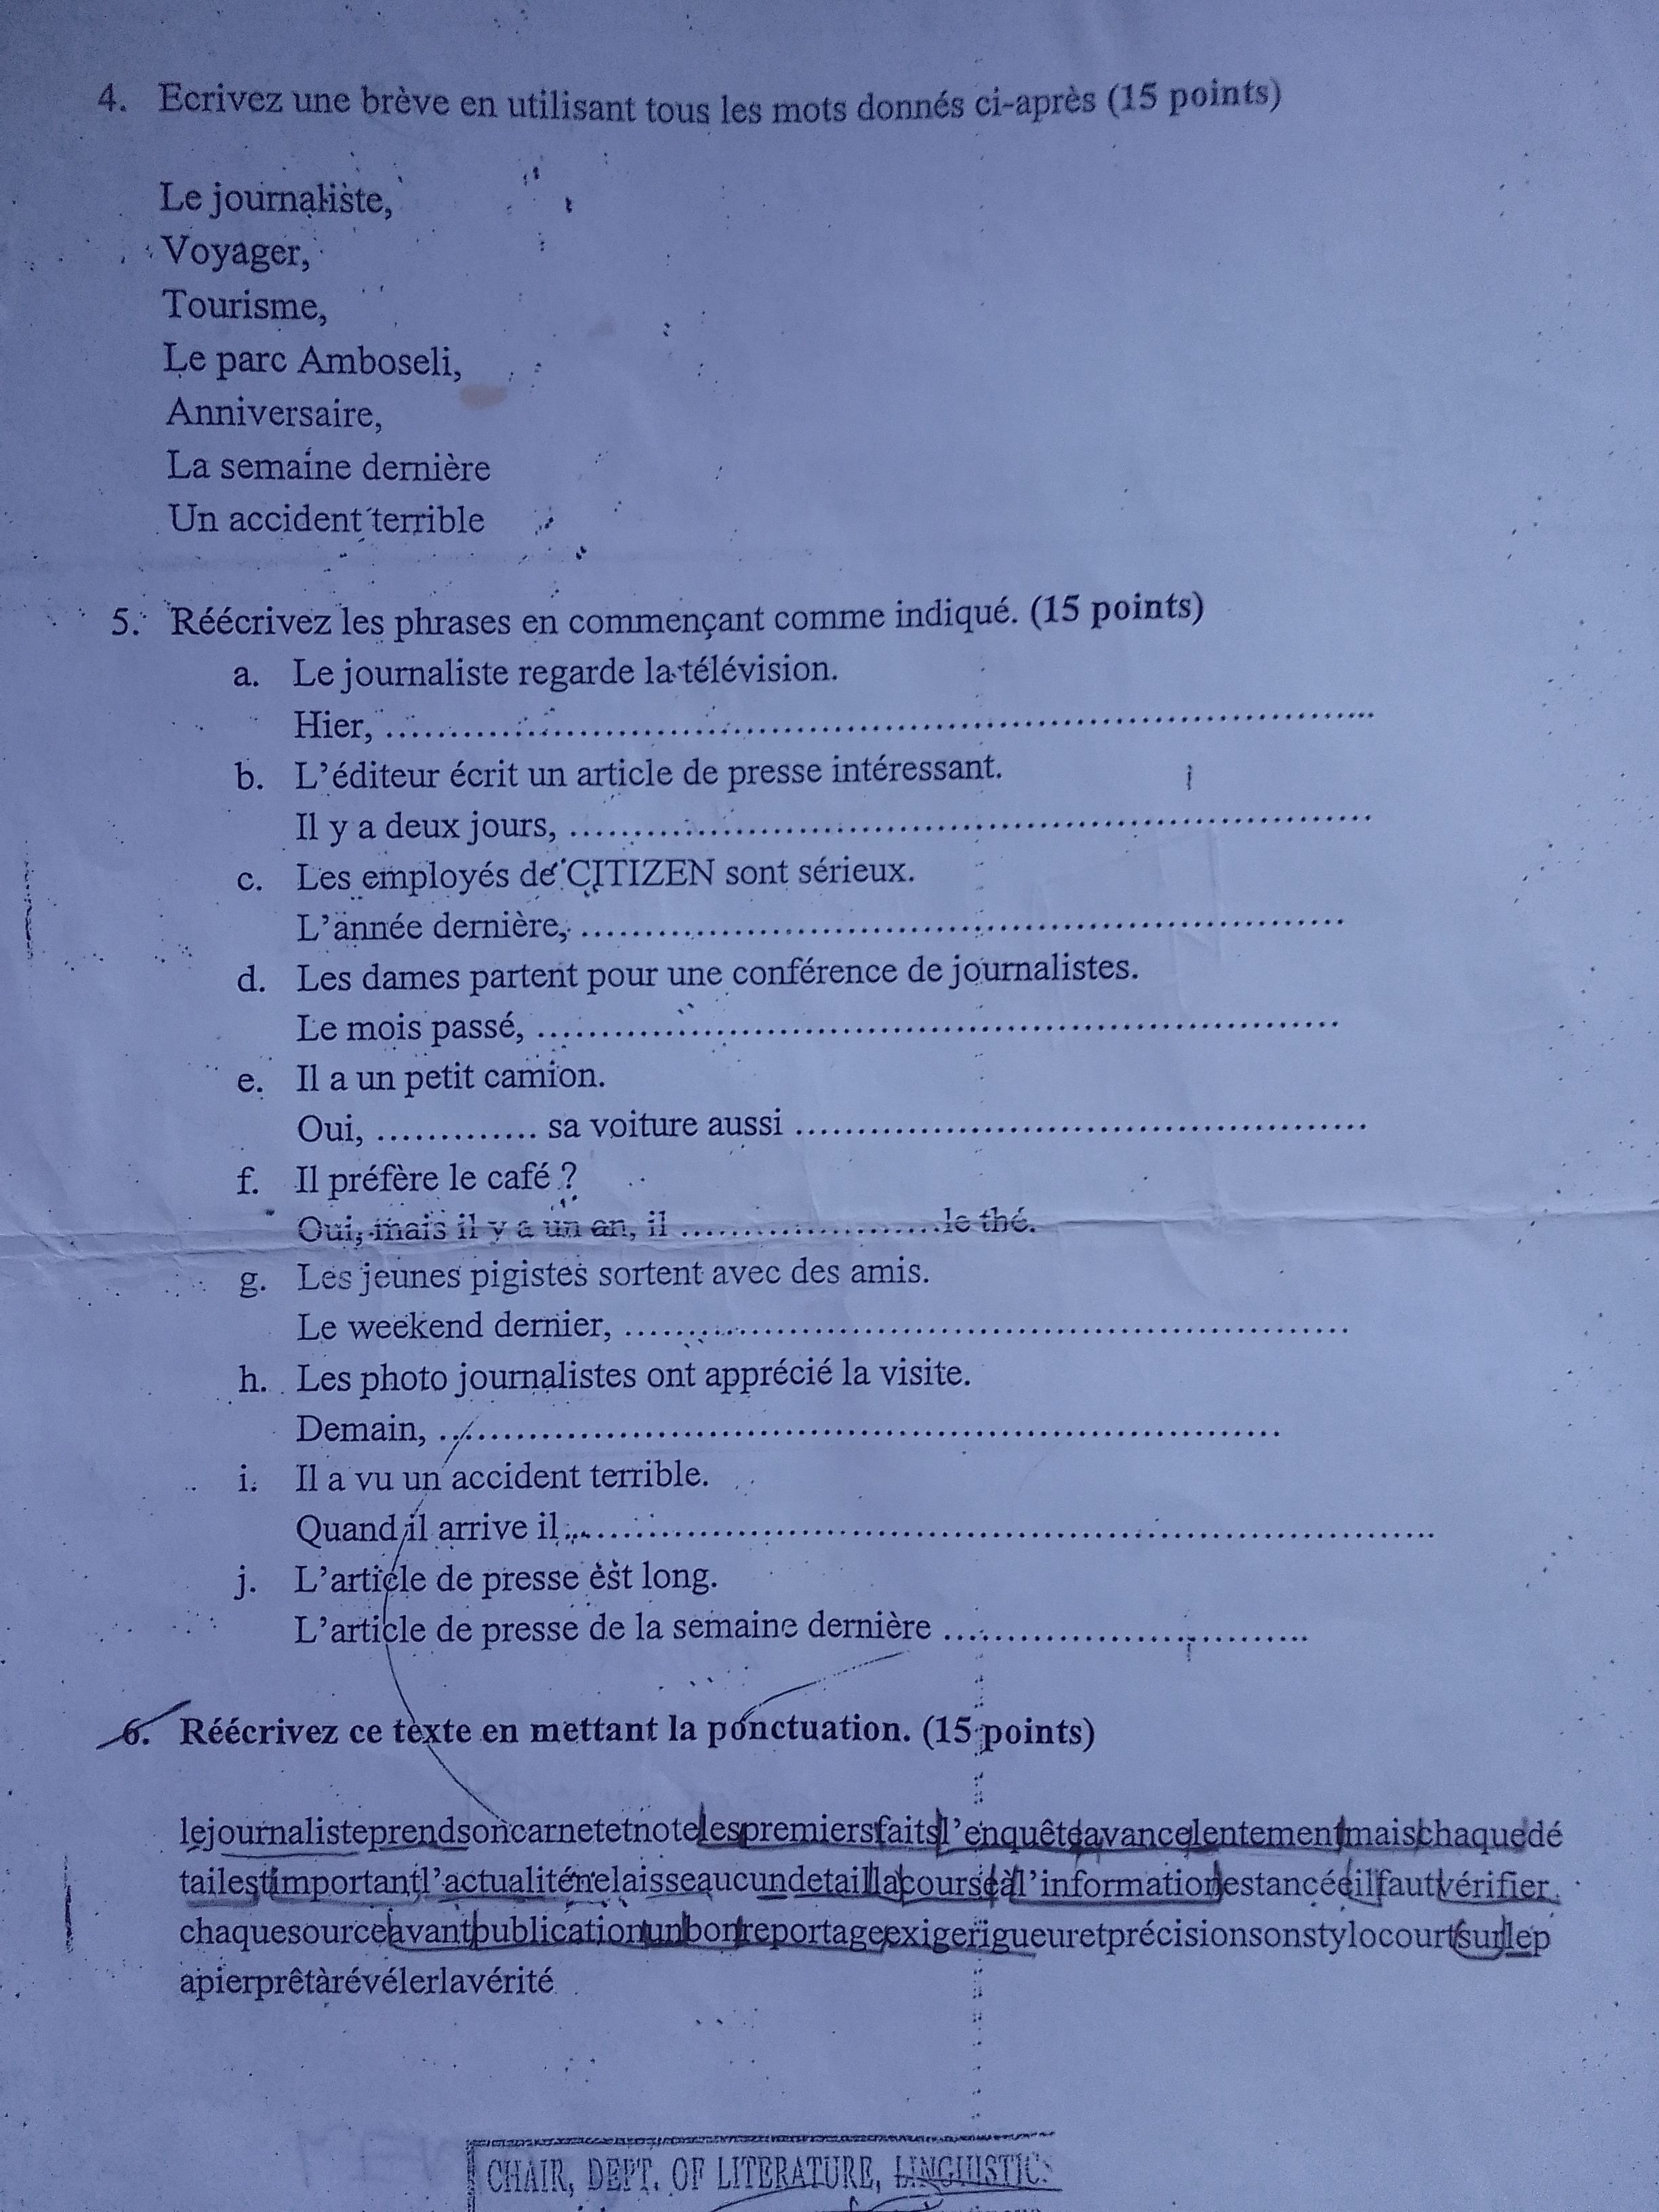 4. Ecrivez une brève en utilisant tous les mots donnés ci-après (15 points)
Le journaliste,
Voyager,
Tourisme,
Le parc Amboseli,
Anniversaire,
La semaine dernière
Un accident terrible
5. Réécrivez les phrases en commençant comme indiqué. (15 points)
a. Le journaliste regarde la télévision.
Hier, ........................................................................
b. L'éditeur écrit un article de presse intéressant.
Il y a deux jours, ............................................................
c. Les employés de CITIZEN sont sérieux.
L'année dernière, ............................................................
d. Les dames partent pour une conférence de journalistes.
Le mois passé, ............................................................
e. Il a un petit camion.
Oui, ............. sa voiture aussi .............................................
f. Il préfère le café ?
Oui, mais il y a un an, il .....................le thé.
g. Les jeunes pigistes sortent avec des amis.
Le weekend dernier, ............................................................
h. Les photo journalistes ont apprécié la visite.
Demain, ...................................................................
i. Il a vu un accident terrible.
Quand il arrive il......................................................................
j. L'article de presse est long.
L'article de presse de la semaine dernière ..............................
6. Réécrivez ce texte en mettant la ponctuation. (15 points)
lejournalisteprendsoncarnetetnotelespremiersfaitsl'enquêteavancelentementmaischaquedé
tailestimportantl'actualiténelaisseaucundetaillacourseàl'informationestancéeilfautvérifier
chaquesourceavantpublicationunbonreportageexigerigueuretprécisionsonstylocourtsurlep
apierprêtàrévélerlavérité
CHAIR, DEPT. OF LITERATURE, LINGUISTICS